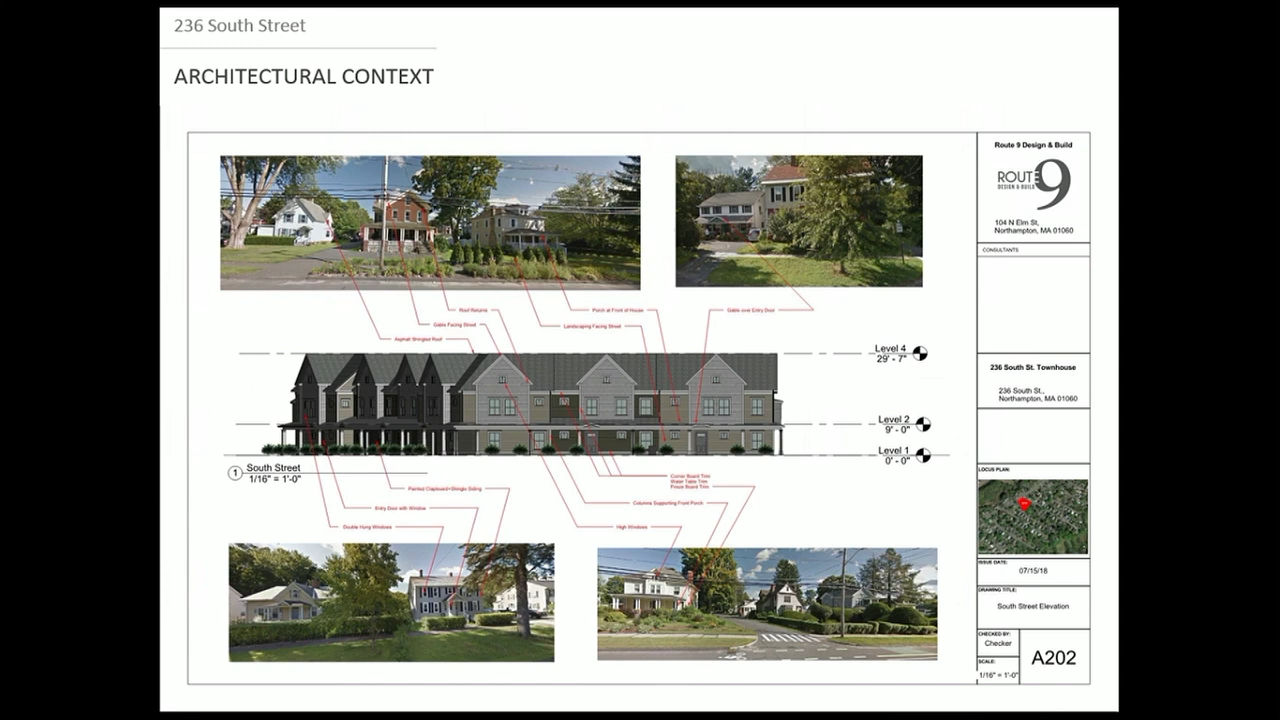 236 South Street
ARCHITECTURAL CONTEXT
Route 9 Design & Build
ROUTE 9
DESIGN & BUILD
104 N Elm St,
Northampton, MA 01060
CONSULTANTS
Roof Returns
Porch at Front of House
Gable over Entry Door
Gable Facing Street
Landscaping Facing Street
Asphalt Shingled Roof
Level 4
29' - 7"
Level 2
9' - 0"
Level 1
0' - 0"
236 South St. Townhouse
236 South St.,
Northampton, MA 01060
1
South Street
1/16" = 1'-0"
Corner Board Trim
Water Table Trim
Frieze Board Trim
Painted Clapboard+Shingle Siding
Columns Supporting Front Porch
Entry Door with Window
Double Hung Windows
High Windows
LOCUS PLAN:
ISSUE DATE:
07/15/18
DRAWING TITLE:
South Street Elevation
CHECKED BY:
Checker
SCALE:
1/16" = 1'-0"
A202